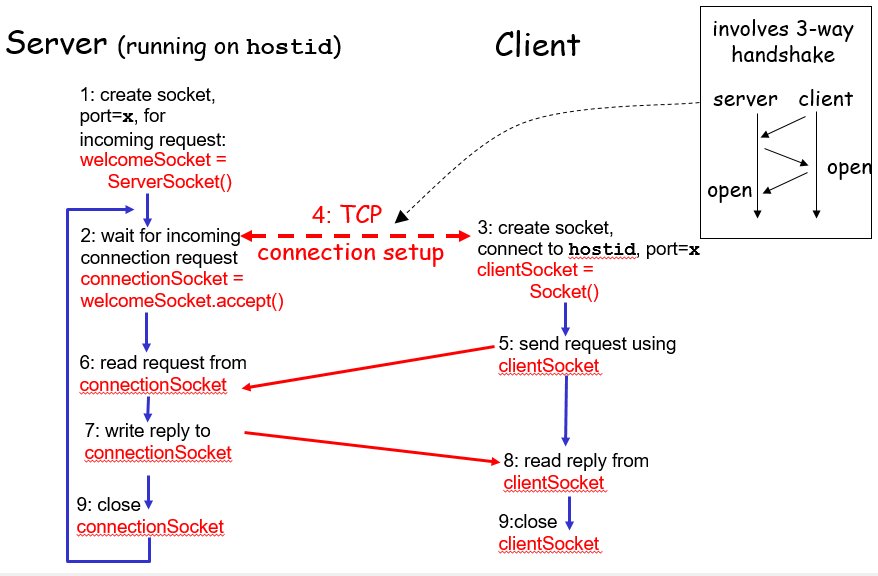 Server (running on hostid)
Client
involves 3-way
handshake
server client
open
open
1: create socket,
port=x, for
incoming request:
welcomeSocket =
ServerSocket()
4: TCP
connection setup
2: wait for incoming
connection request
connectionSocket =
welcomeSocket.accept()
3: create socket,
connect to hostid, port=x
clientSocket =
Socket()
5: send request using
clientSocket
6: read request from
connectionSocket
7: write reply to
connectionSocket
8: read reply from
clientSocket
9: close
connectionSocket
9:close
clientSocket